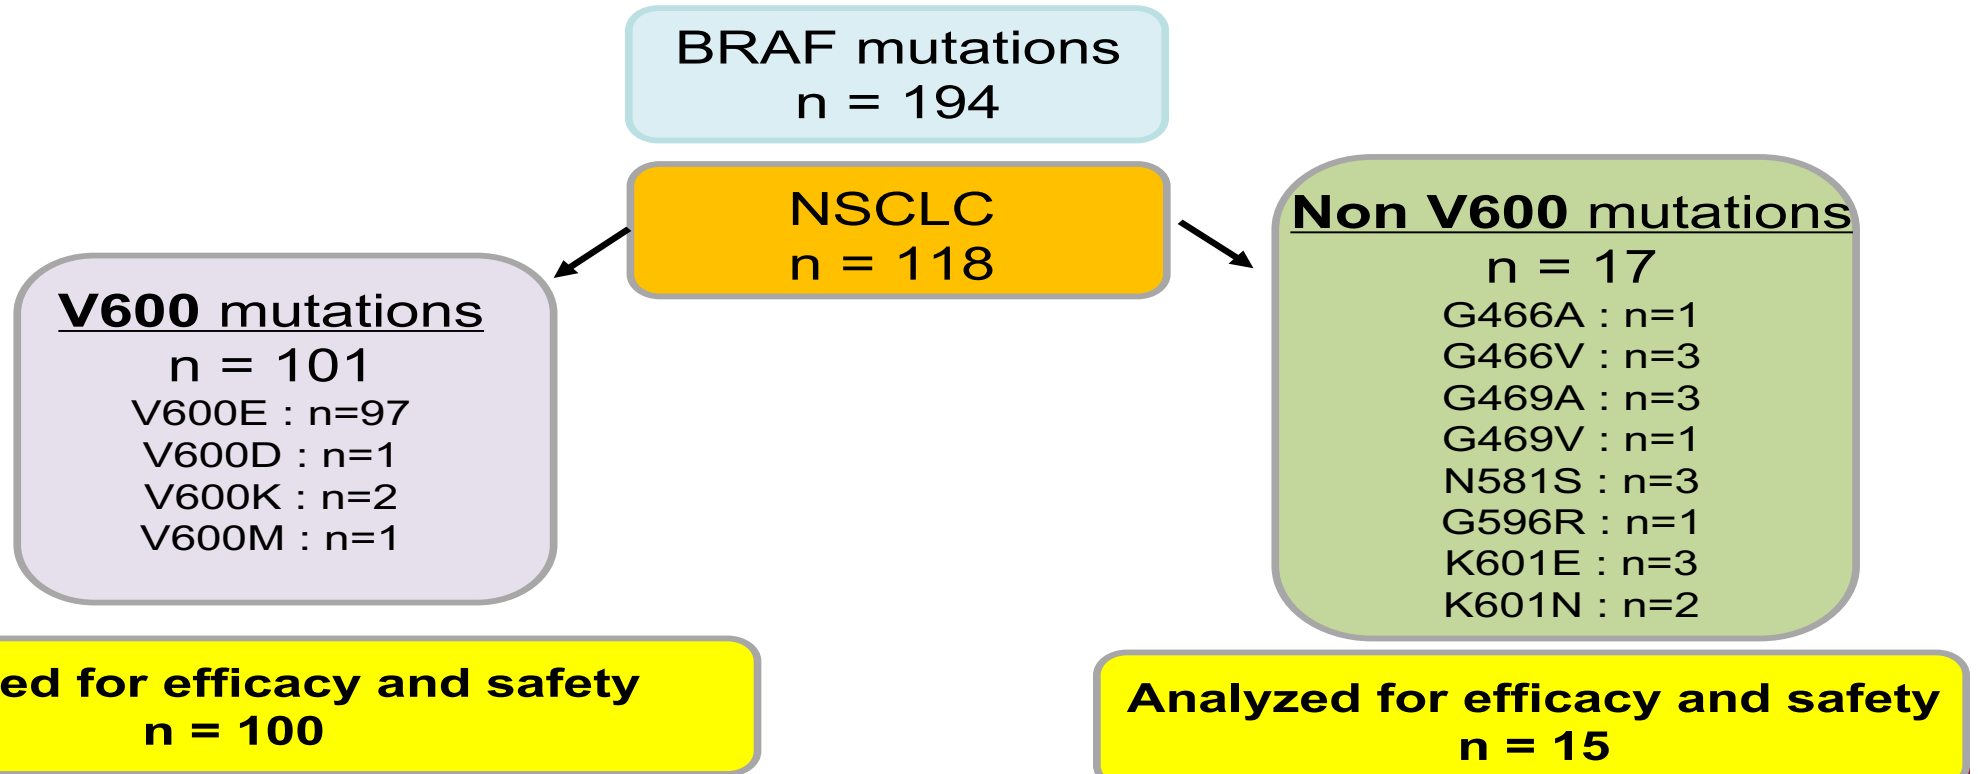 BRAF mutations
n = 194
NSCLC
n = 118
V600 mutations
n = 101
V600E : n=97
V600D : n=1
V600K : n=2
V600M : n=1
Non V600 mutations
n = 17
G466A : n=1
G466V : n=3
G469A : n=3
G469V : n=1
N581S : n=3
G596R : n=1
K601E : n=3
K601N : n=2
ed for efficacy and safety
n = 100
Analyzed for efficacy and safety
n = 15